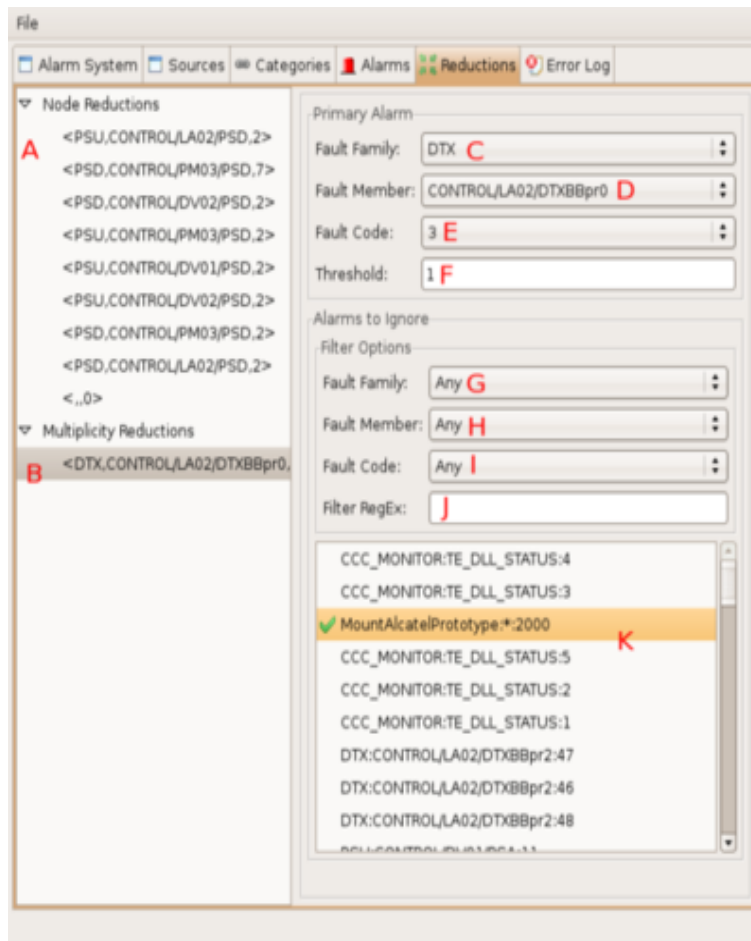 File
Alarm System Sources Categories Alarms Reductions Error Log
Node Reductions
A
<PSU,CONTROL/LA02/PSD,2>
<PSD,CONTROL/PM03/PSD,7>
<PSD,CONTROL/DV02/PSD,2>
<PSU,CONTROL/PM03/PSD,2>
<PSU,CONTROL/DV01/PSD,2>
<PSU,CONTROL/DV02/PSD,2>
<PSD,CONTROL/PM03/PSD,2>
<PSD,CONTROL/LA02/PSD,2>
<,,0>
Multiplicity Reductions
B <DTX,CONTROL/LA02/DTXBBpr0,
Primary Alarm
Fault Family: DTX C
Fault Member: CONTROL/LA02/DTXBBpr0 D
Fault Code: 3 E
Threshold: 1 F
Alarms to Ignore
Filter Options
Fault Family: Any G
Fault Member: Any H
Fault Code: Any I
Filter RegEx: J
CCC_MONITOR:TE_DLL_STATUS:4
CCC_MONITOR:TE_DLL_STATUS:3
MountAlcatelPrototype:*:2000
K
CCC_MONITOR:TE_DLL_STATUS:5
CCC_MONITOR:TE_DLL_STATUS:2
CCC_MONITOR:TE_DLL_STATUS:1
DTX:CONTROL/LA02/DTXBBpr2:47
DTX:CONTROL/LA02/DTXBBpr2:46
DTX:CONTROL/LA02/DTXBBpr2:48